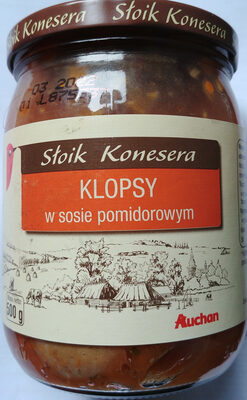 Słoik Konesera
Słoik Konesera
KLOPSY
w sosie pomidorowym
500 g
Auchan